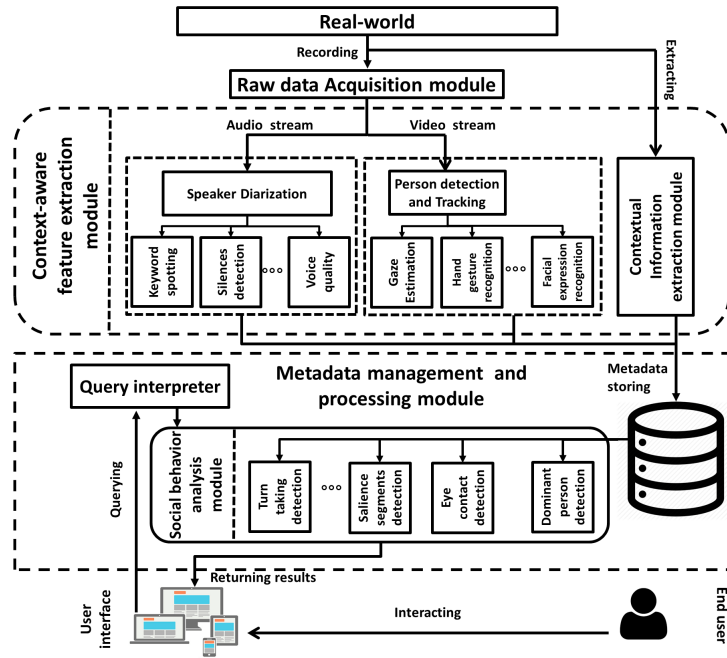 Real-world
Recording
Extracting
Raw data Acquisition module
Audio stream
Video stream
Context-aware
feature extraction
module
Speaker Diarization
Person detection
and Tracking
Contextual
Information
extraction module
Keyword
spotting
Silences
detection
Voice
quality
Gaze
Estimation
Hand
gesture
recognition
Facial
expression
recognition
Metadata
storing
Query interpreter
Metadata management and
processing module
Social behavior
analysis
module
Turn
taking
detection
Salience
segments
detection
Eye
contact
detection
Dominant
person
detection
Querying
Returning results
User
interface
Interacting
End user